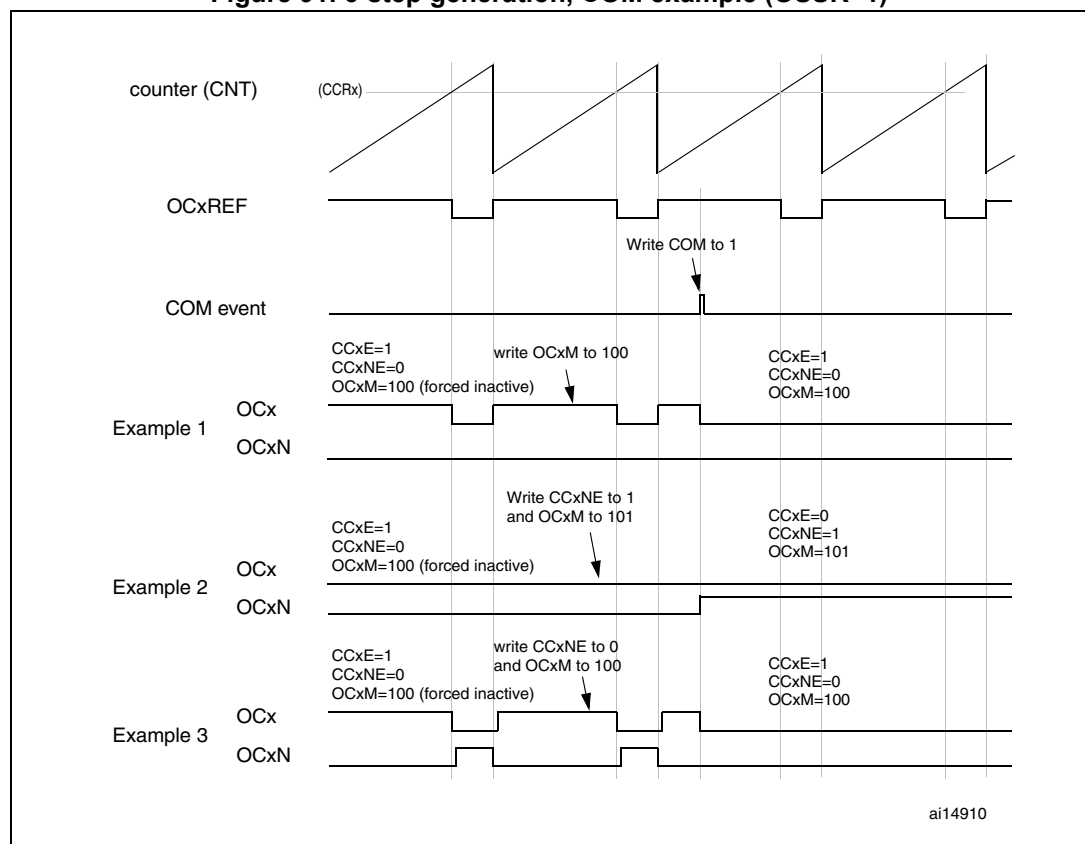 counter (CNT)
(CCRx)
OCxREF
Write COM to 1
COM event
CCxE=1
CCxNE=0
OCxM=100 (forced inactive)
write OCxM to 100
CCxE=1
CCxNE=0
OCxM=100
OCx
Example 1
OCxN
Write CCxNE to 1
and OCxM to 101
CCxE=1
CCxNE=0
OCxM=100 (forced inactive)
CCxE=0
CCxNE=1
OCxM=101
OCx
Example 2
OCxN
write CCxNE to 0
and OCxM to 100
CCxE=1
CCxNE=0
OCxM=100 (forced inactive)
CCxE=1
CCxNE=0
OCxM=100
OCx
Example 3
OCxN
ai14910